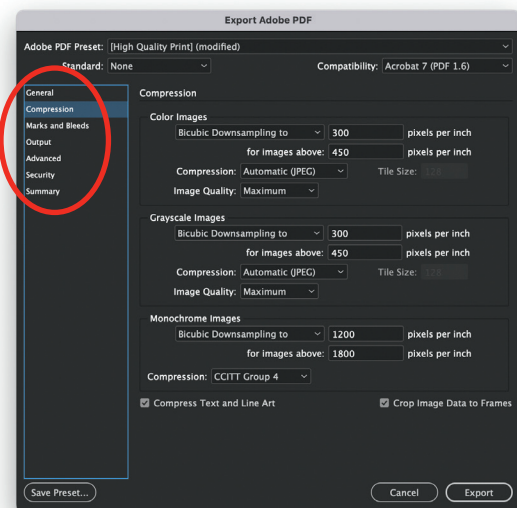 Export Adobe PDF
Adobe PDF Preset: [High Quality Print] (modified)
Standard: None Compatibility: Acrobat 7 (PDF 1.6)
General
Compression
Marks and Bleeds
Output
Advanced
Security
Summary
Compression
Color Images
Bicubic Downsampling to 300 pixels per inch
for images above: 450 pixels per inch
Compression: Automatic (JPEG) Tile Size: 128
Image Quality: Maximum
Grayscale Images
Bicubic Downsampling to 300 pixels per inch
for images above: 450 pixels per inch
Compression: Automatic (JPEG) Tile Size: 128
Image Quality: Maximum
Monochrome Images
Bicubic Downsampling to 1200 pixels per inch
for images above: 1800 pixels per inch
Compression: CCITT Group 4
Compress Text and Line Art Crop Image Data to Frames
Save Preset... Cancel Export